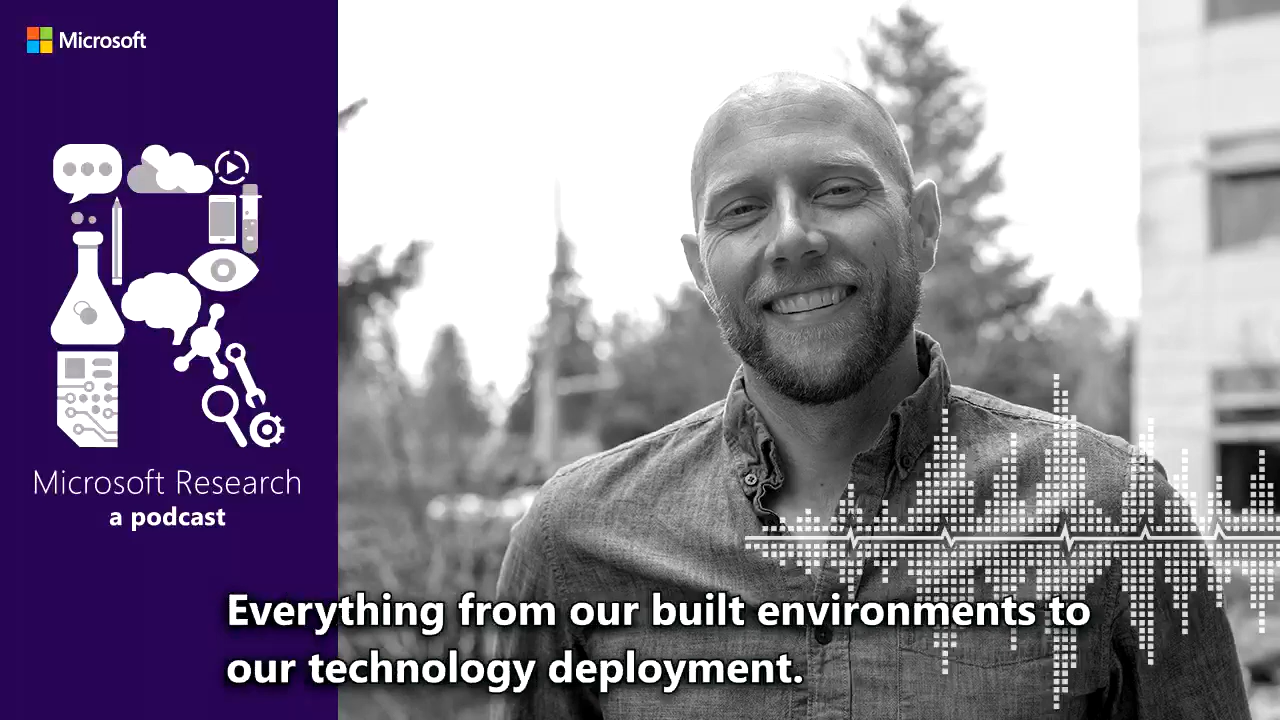 Microsoft
Microsoft Research
a podcast
Everything from our built environments to
our technology deployment.